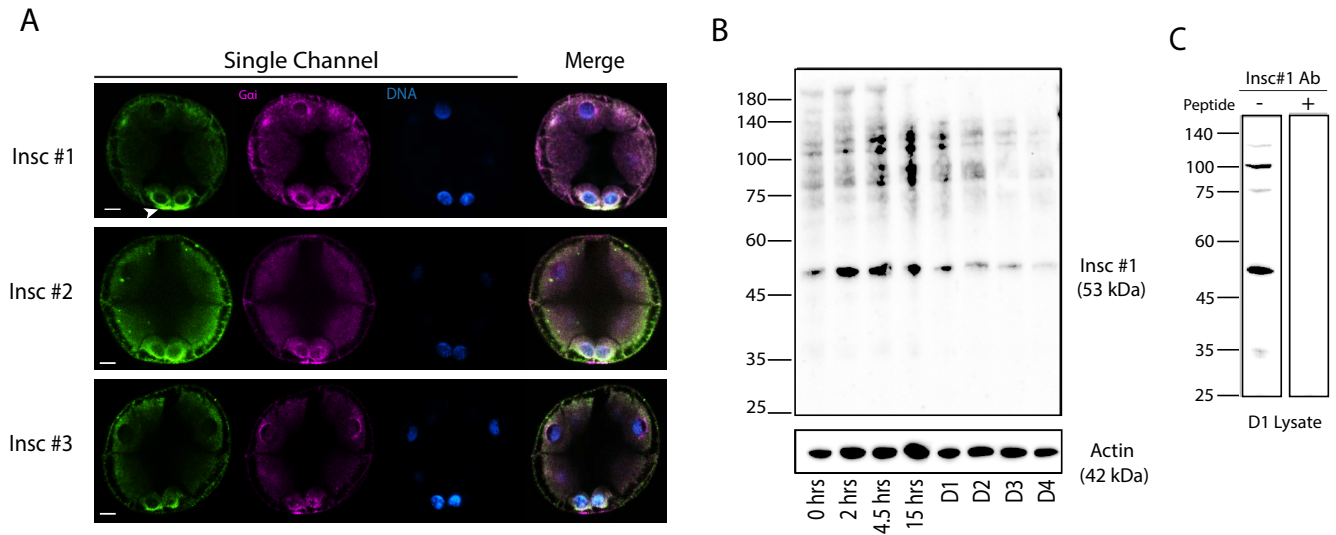 A
Single Channel
Merge
Gαi
DNA
Insc #1
Insc #2
Insc #3
B
180
140
100
75
60
45
35
25
Insc #1
(53 kDa)
Actin
(42 kDa)
0 hrs
2 hrs
4.5 hrs
15 hrs
D1
D2
D3
D4
C
Insc#1 Ab
Peptide - +
140
100
75
60
45
35
25
D1 Lysate